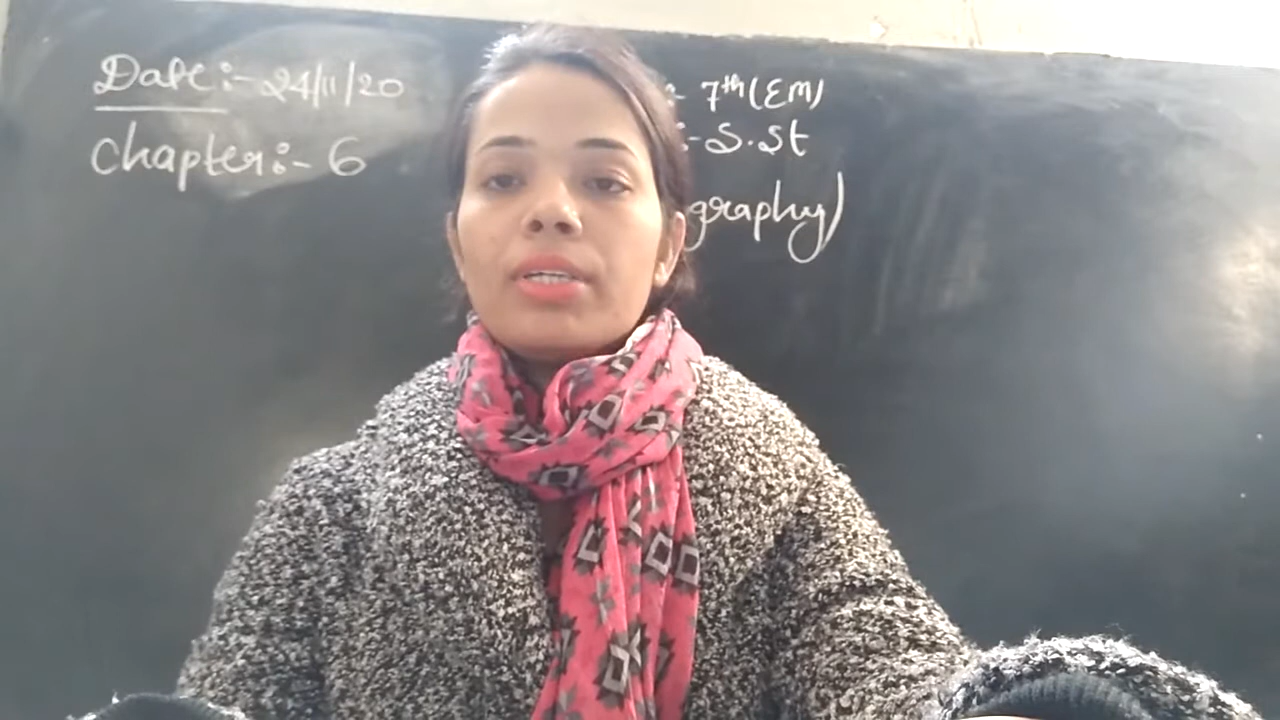 Date:- 24/11/20
:- 7th (EM)
Chapter:- 6
:- S.St
graphy)